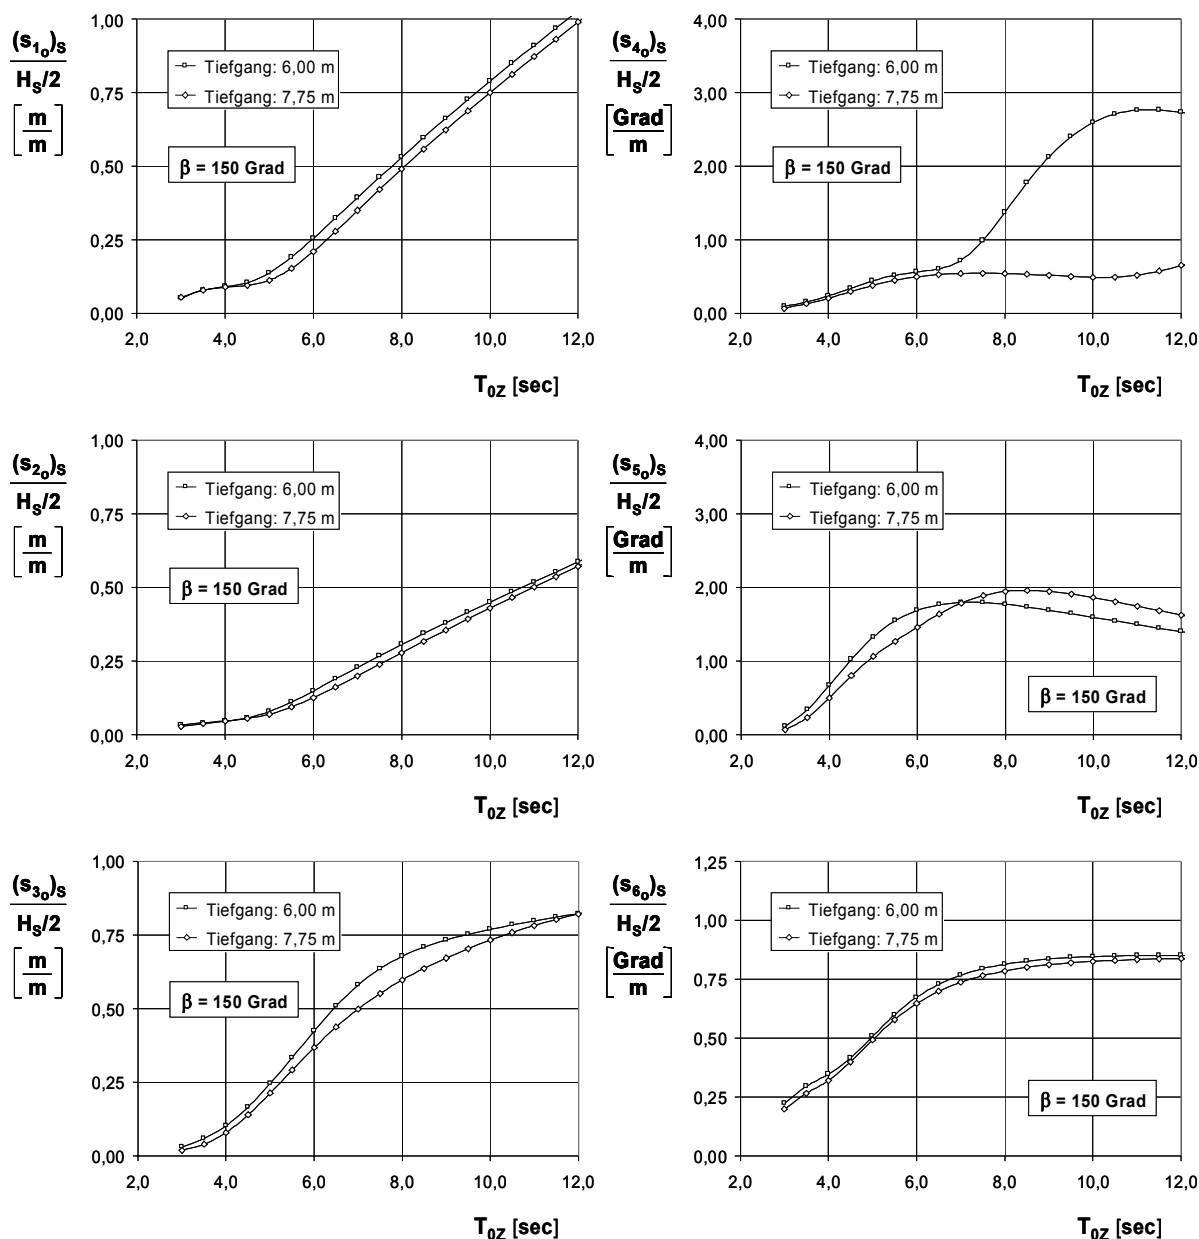 (s1o)S
HS/2
[m/m]
1,00
0,75
0,50
0,25
0,00
Tiefgang: 6,00 m
Tiefgang: 7,75 m
β = 150 Grad
2,0 4,0 6,0 8,0 10,0 12,0
T0Z [sec]
(s4o)S
HS/2
[Grad/m]
4,00
3,00
2,00
1,00
0,00
Tiefgang: 6,00 m
Tiefgang: 7,75 m
β = 150 Grad
2,0 4,0 6,0 8,0 10,0 12,0
T0Z [sec]
(s2o)S
HS/2
[m/m]
1,00
0,75
0,50
0,25
0,00
Tiefgang: 6,00 m
Tiefgang: 7,75 m
β = 150 Grad
2,0 4,0 6,0 8,0 10,0 12,0
T0Z [sec]
(s5o)S
HS/2
[Grad/m]
4,00
3,00
2,00
1,00
0,00
Tiefgang: 6,00 m
Tiefgang: 7,75 m
β = 150 Grad
2,0 4,0 6,0 8,0 10,0 12,0
T0Z [sec]
(s3o)S
HS/2
[m/m]
1,00
0,75
0,50
0,25
0,00
Tiefgang: 6,00 m
Tiefgang: 7,75 m
β = 150 Grad
2,0 4,0 6,0 8,0 10,0 12,0
T0Z [sec]
(s6o)S
HS/2
[Grad/m]
1,25
1,00
0,75
0,50
0,25
0,00
Tiefgang: 6,00 m
Tiefgang: 7,75 m
β = 150 Grad
2,0 4,0 6,0 8,0 10,0 12,0
T0Z [sec]